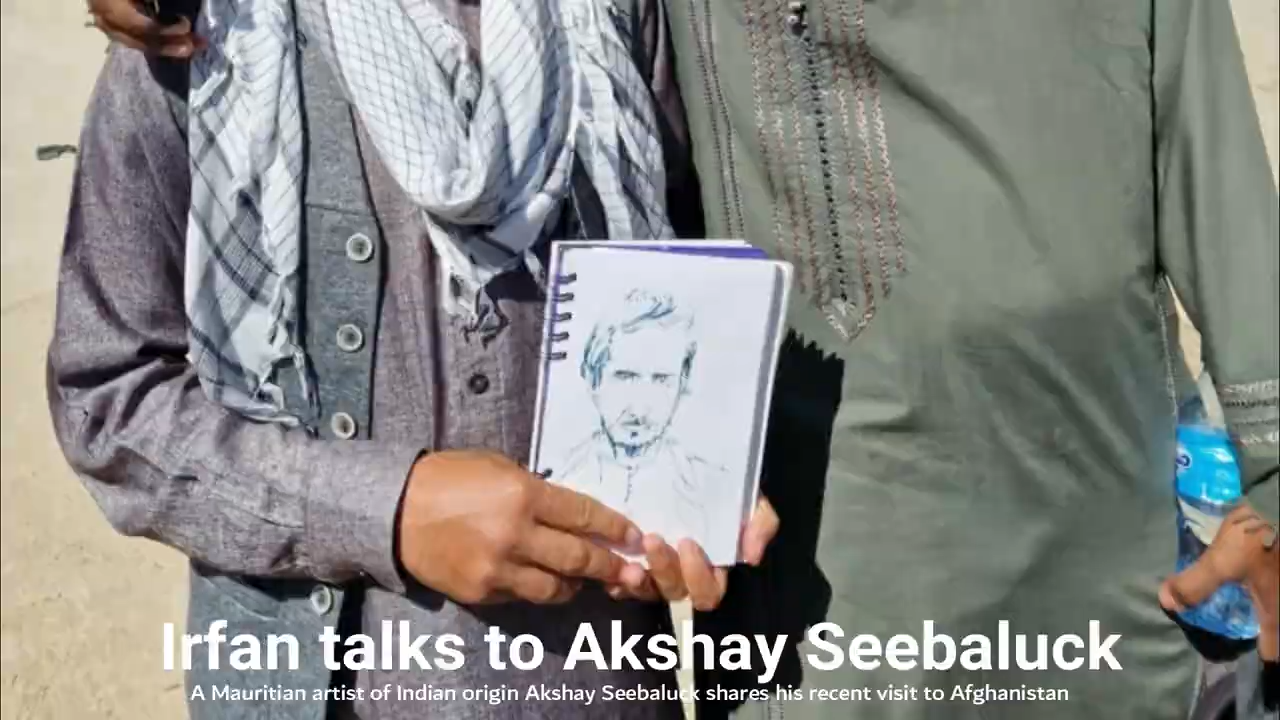 Irfan talks to Akshay Seebaluck
A Mauritian artist of Indian origin Akshay Seebaluck shares his recent visit to Afghanistan